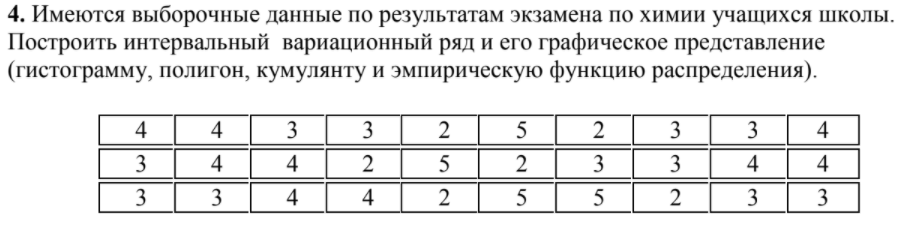 4. Имеются выборочные данные по результатам экзамена по химии учащихся школы.
Построить интервальный вариационный ряд и его графическое представление
(гистограмму, полигон, кумулянту и эмпирическую функцию распределения).
4 4 3 3 2 5 2 3 3 4
3 4 4 2 5 2 3 3 4 4
3 3 4 4 2 5 5 2 3 3